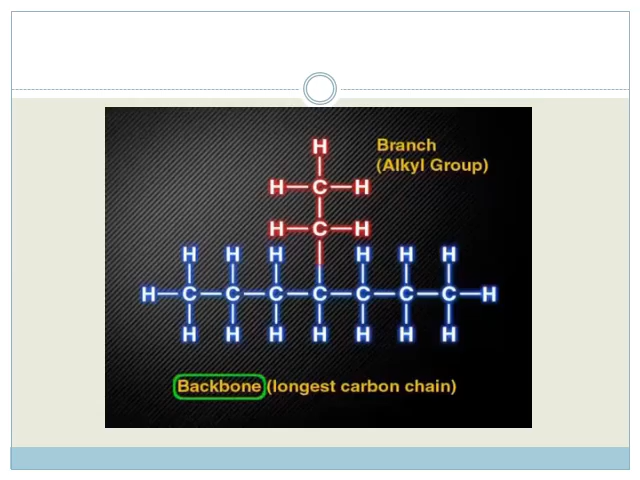 H
Branch
(Alkyl Group)
H C H
H C H
H H H H H H
H C C C C C C C H
H H H H H H H
Backbone (longest carbon chain)